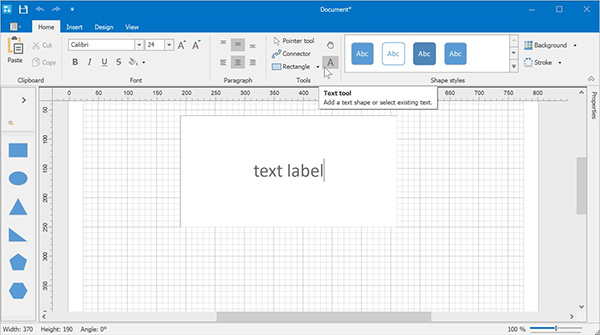 Document*
Home Insert Design View
Paste
Cut
Copy
Clipboard
Calibri 24 A A
B I U S A
Font
Paragraph
Pointer tool
Connector
Rectangle A
Tools
Abc Abc Abc Abc
Shape styles
Background
Stroke
Text tool
Add a text shape or select existing text.
Properties
50 0 50 100 150 200 250 300 350 400 450 500 550 600 650 700 750 800
50
100
150
200
250
300
350
text label
Width: 370 Height: 190 Angle: 0° 100 %